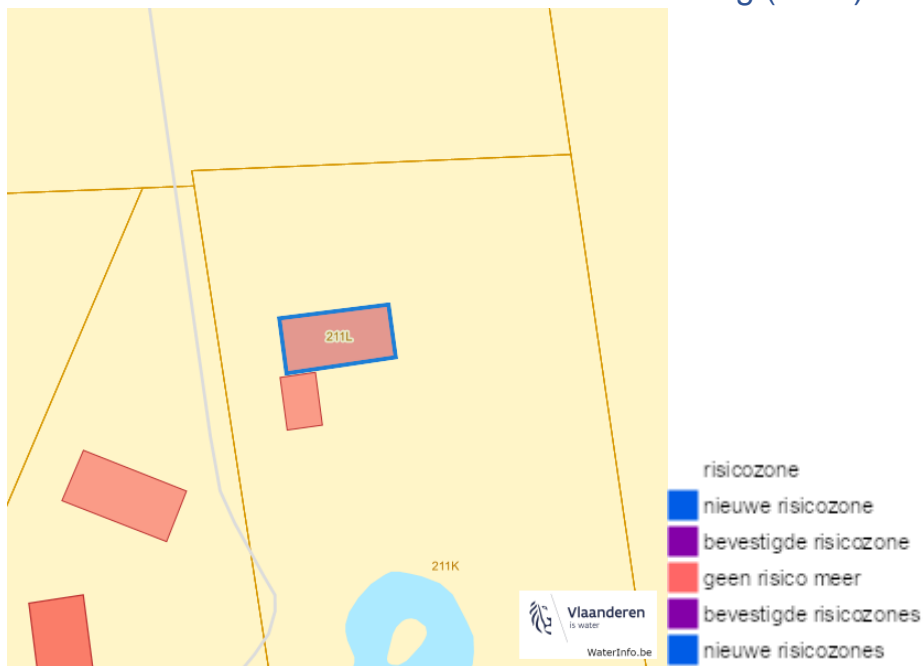 211L
211K
Vlaanderen
is water
WaterInfo.be
risicozone
nieuwe risicozone
bevestigde risicozone
geen risico meer
bevestigde risicozones
nieuwe risicozones